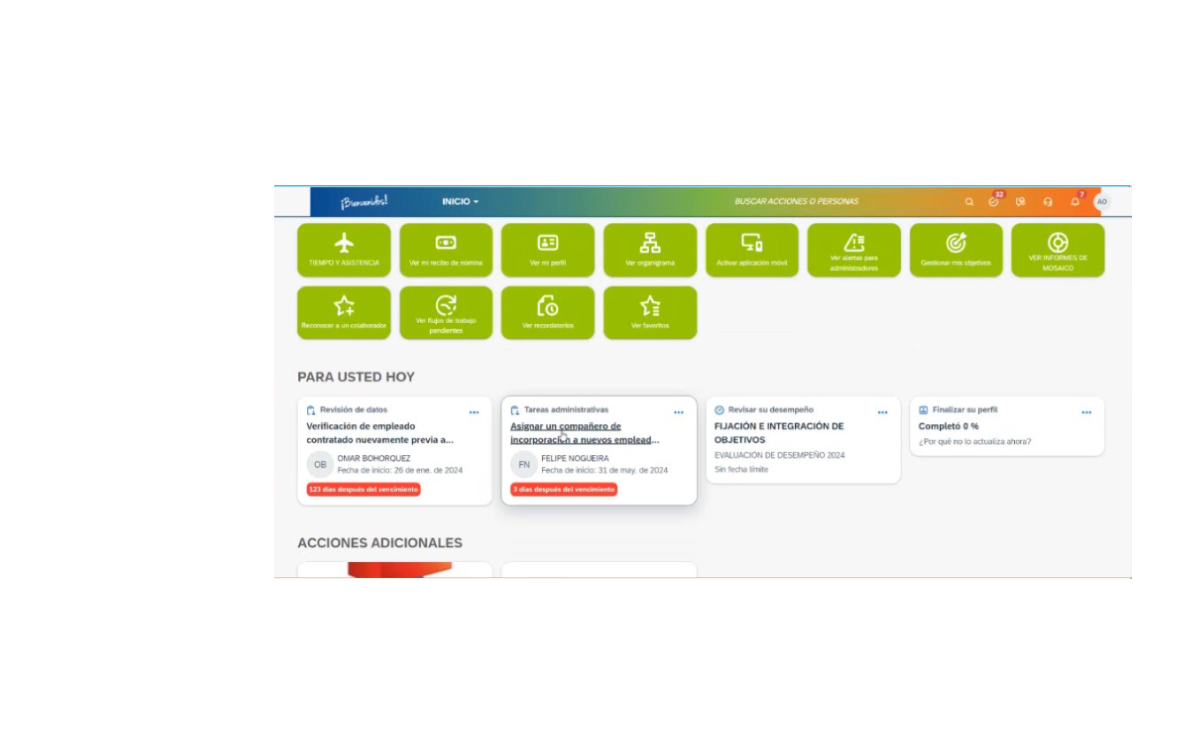 ¡Bienvenidos!
INICIO
BUSCAR ACCIONES O PERSONAS
32
7
AO
TIEMPO Y ASISTENCIA
Ver mi recibo de nómina
Ver mi perfil
Ver organigrama
Activar aplicación móvil
Ver alertas para
administradores
Gestionar mis objetivos
VER INFORMES DE
MOSAICO
Reconocer a un colaborador
Ver flujos de trabajo
pendientes
Ver recordatorios
Ver favoritos
PARA USTED HOY
Revisión de datos
Verificación de empleado
contratado nuevamente previa a...
OB
OMAR BOHORQUEZ
Fecha de inicio: 26 de ene. de 2024
123 días después del vencimiento
Tareas administrativas
Asignar un compañero de
incorporación a nuevos emplead...
FN
FELIPE NOGUEIRA
Fecha de inicio: 31 de may. de 2024
3 días después del vencimiento
Revisar su desempeño
FIJACIÓN E INTEGRACIÓN DE
OBJETIVOS
EVALUACIÓN DE DESEMPEÑO 2024
Sin fecha límite
Finalizar su perfil
Completó 0 %
¿Por qué no lo actualiza ahora?
ACCIONES ADICIONALES